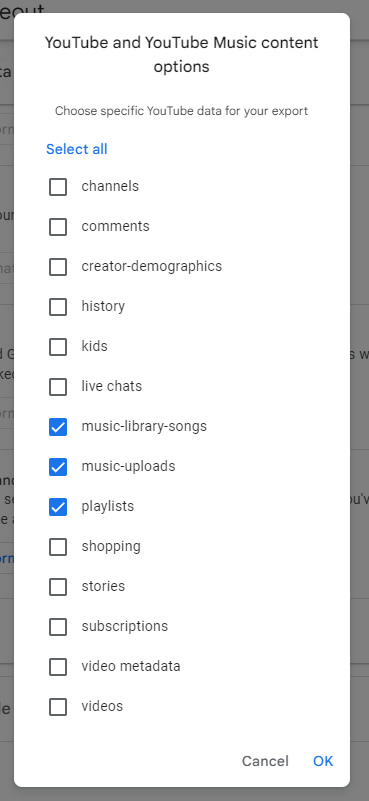 YouTube and YouTube Music content
options
Choose specific YouTube data for your export
Select all
channels
comments
creator-demographics
history
kids
live chats
music-library-songs
music-uploads
playlists
shopping
stories
subscriptions
video metadata
videos
Cancel
OK